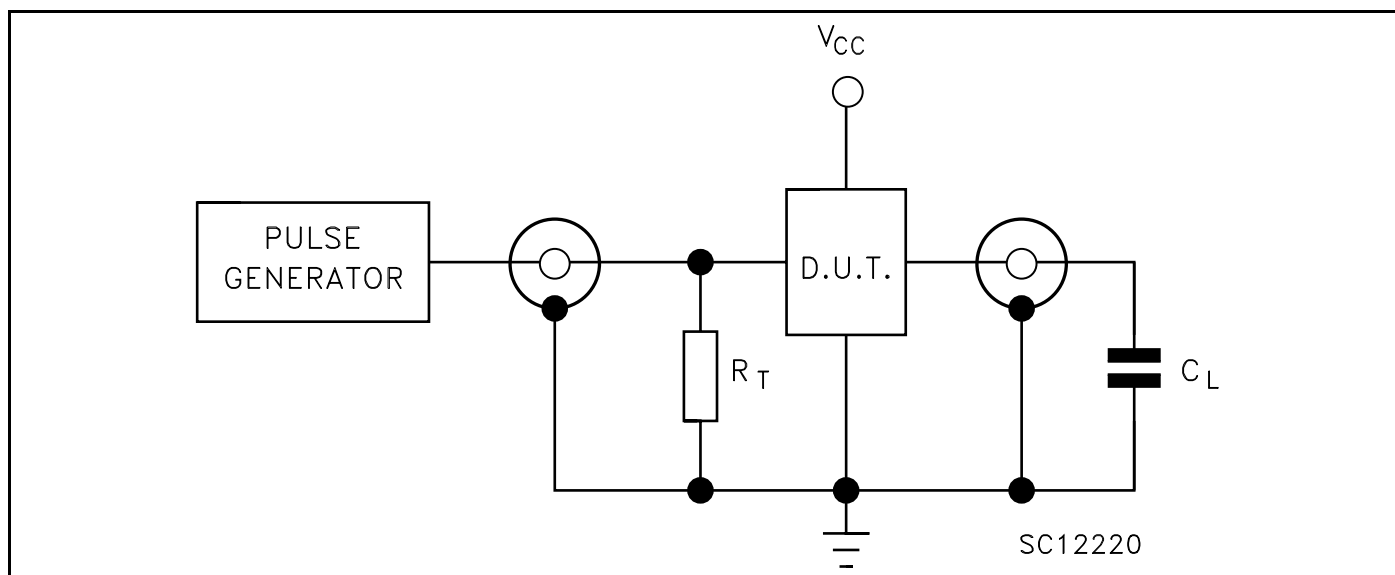 VCC
PULSE
GENERATOR
D.U.T.
RT
CL
SC12220